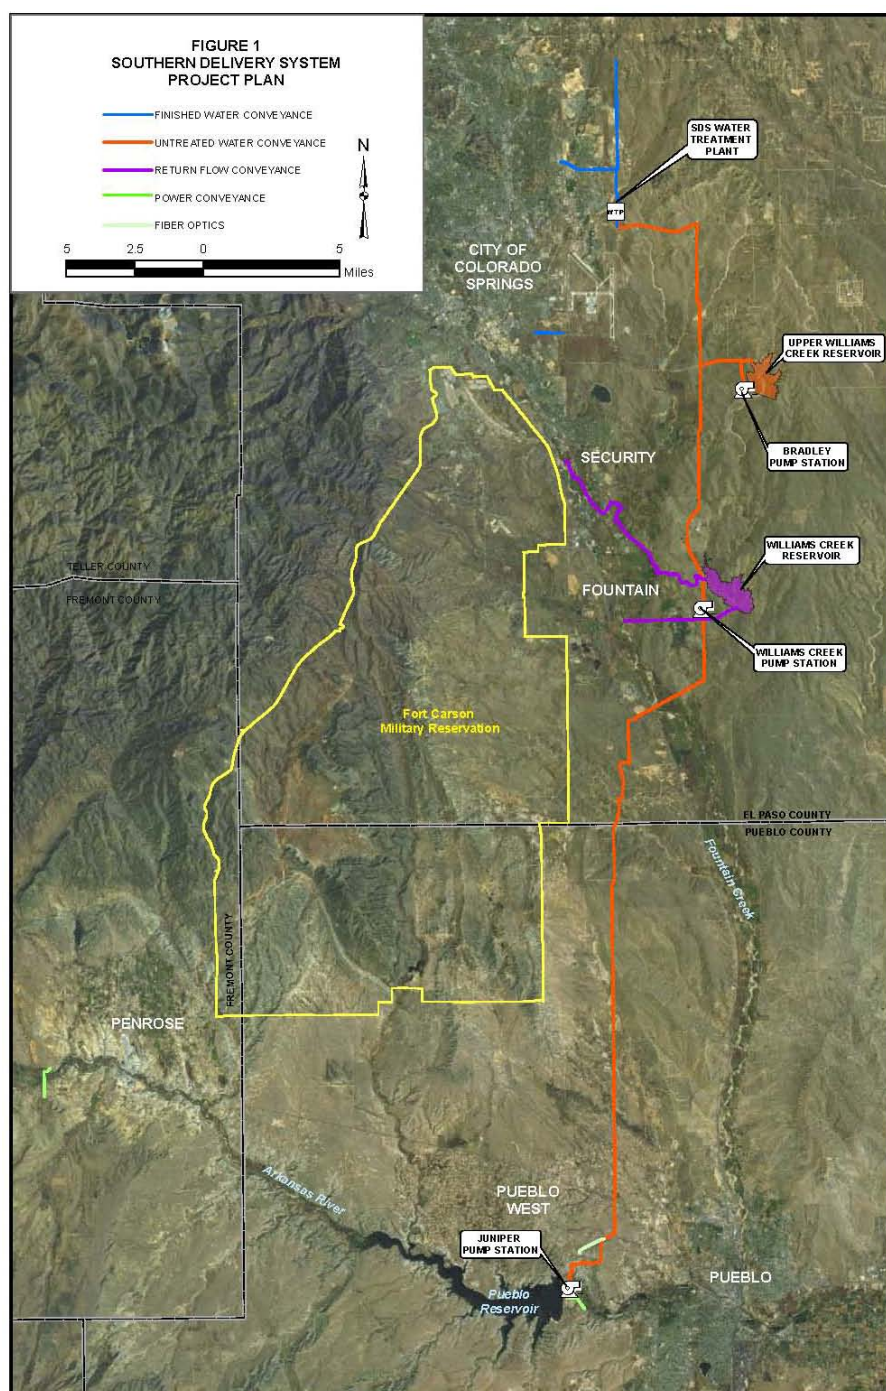 FIGURE 1
SOUTHERN DELIVERY SYSTEM
PROJECT PLAN
FINISHED WATER CONVEYANCE
UNTREATED WATER CONVEYANCE
RETURN FLOW CONVEYANCE
POWER CONVEYANCE
FIBER OPTICS
N
5 2.5 0 5
Miles
SDS WATER
TREATMENT
PLANT
WTP
CITY OF
COLORADO
SPRINGS
UPPER WILLIAMS
CREEK RESERVOIR
BRADLEY
PUMP STATION
SECURITY
WILLIAMS CREEK
RESERVOIR
TELLER COUNTY
FREMONT COUNTY
FOUNTAIN
WILLIAMS CREEK
PUMP STATION
Fort Carson
Military Reservation
EL PASO COUNTY
PUEBLO COUNTY
Fountain Creek
FREMONT COUNTY
PENROSE
Arkansas River
PUEBLO
WEST
JUNIPER
PUMP STATION
PUEBLO
Pueblo
Reservoir